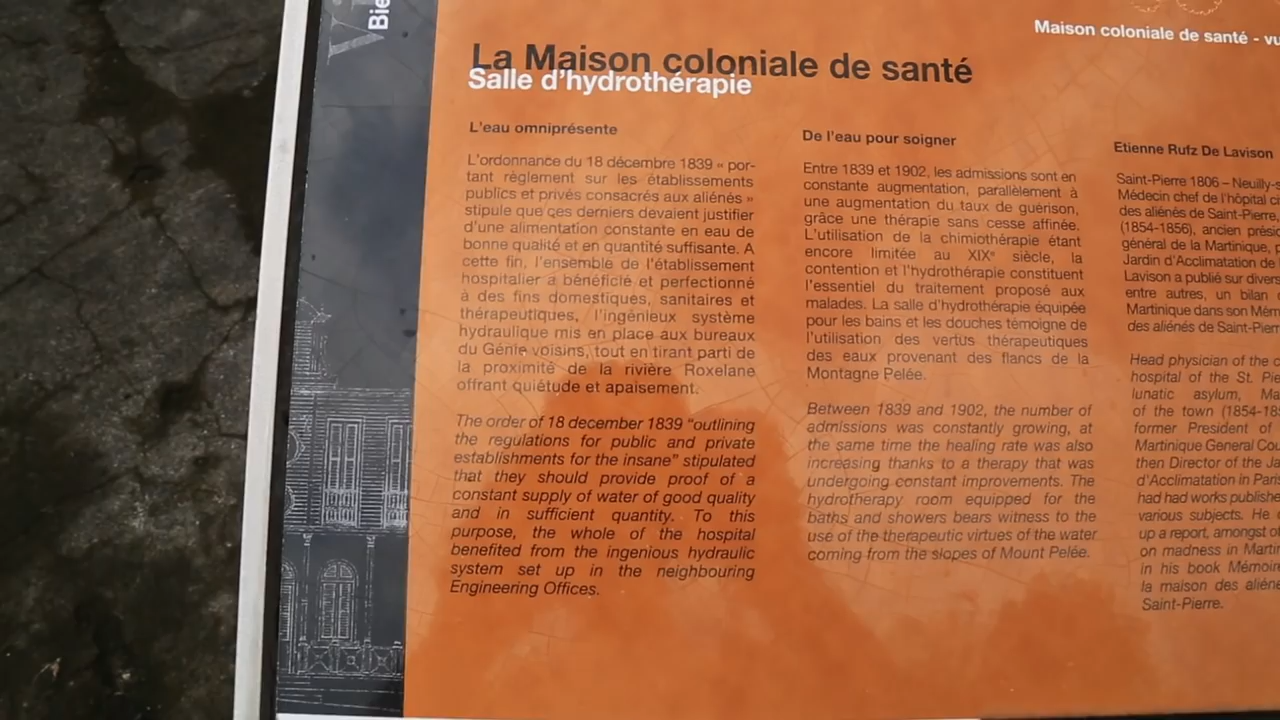 Bie
Maison coloniale de santé - vu
La Maison coloniale de santé
Salle d'hydrothérapie
L'eau omniprésente
L'ordonnance du 18 décembre 1839 « por-
tant règlement sur les établissements
publics et privés consacrés aux aliénés »
stipule que ces derniers devaient justifier
d'une alimentation constante en eau de
bonne qualité et en quantité suffisante. A
cette fin, l'ensemble de l'établissement
hospitalier a bénéficié et perfectionné
à des fins domestiques, sanitaires et
thérapeutiques, l'ingénieux système
hydraulique mis en place aux bureaux
du Génie voisins, tout en tirant parti de
la proximité de la rivière Roxelane
offrant quiétude et apaisement.
The order of 18 december 1839 "outlining
the regulations for public and private
establishments for the insane" stipulated
that they should provide proof of a
constant supply of water of good quality
and in sufficient quantity. To this
purpose, the whole of the hospital
benefited from the ingenious hydraulic
system set up in the neighbouring
Engineering Offices.
De l'eau pour soigner
Entre 1839 et 1902, les admissions sont en
constante augmentation, parallèlement à
une augmentation du taux de guérison,
grâce une thérapie sans cesse affinée.
L'utilisation de la chimiothérapie étant
encore limitée au XIXe siècle, la
contention et l'hydrothérapie constituent
l'essentiel du traitement proposé aux
malades. La salle d'hydrothérapie équipée
pour les bains et les douches témoigne de
l'utilisation des vertus thérapeutiques
des eaux provenant des flancs de la
Montagne Pelée.
Between 1839 and 1902, the number of
admissions was constantly growing, at
the same time the healing rate was also
increasing thanks to a therapy that was
undergoing constant improvements. The
hydrotherapy room equipped for the
baths and showers bears witness to the
use of the therapeutic virtues of the water
coming from the slopes of Mount Pelée.
Etienne Rufz De Lavison
Saint-Pierre 1806 – Neuilly-s
Médecin chef de l'hôpital ci
des aliénés de Saint-Pierre,
(1854-1856), ancien prési
général de la Martinique,
Jardin d'Acclimatation de
Lavison a publié sur divers
entre autres, un bilan
Martinique dans son Mém
des aliénés de Saint-Pierr
Head physician of the c
hospital of the St. Pie
lunatic asylum, Ma
of the town (1854-18
former President of
Martinique General Cou
then Director of the Ja
d'Acclimatation in Paris
had had works publishe
various subjects. He
up a report, amongst ot
on madness in Martin
in his book Mémoire
la maison des aliéné
Saint-Pierre.